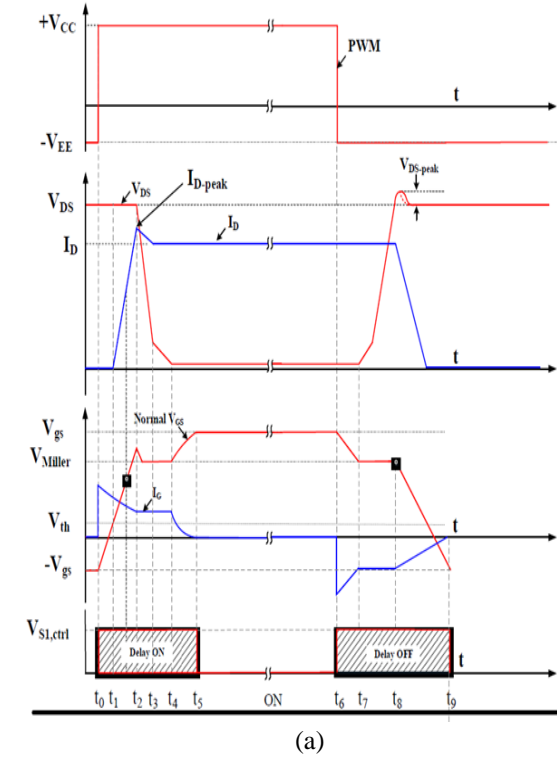 +VCC
PWM
t
-VEE
VDS-peak
ID-peak
VDS
VDS
ID
ID
t
Normal VGS
Vgs
VMiller
IG
Vth
t
-Vgs
VS1,ctrl
Delay ON
Delay OFF
t
t0 t1 t2 t3 t4 t5 ON t6 t7 t8 t9
(a)